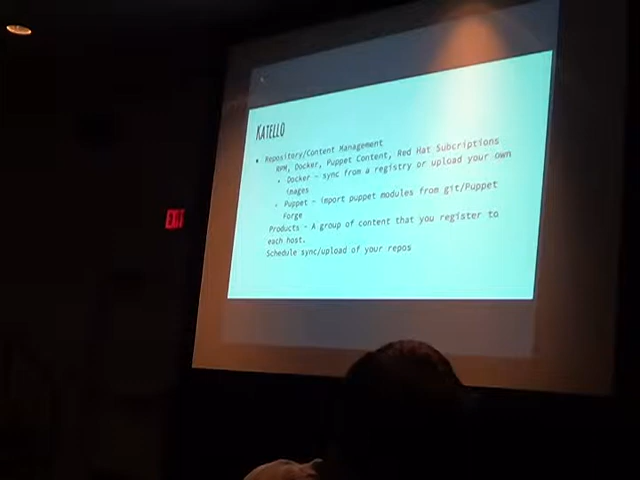 KATELLO
• Repository/Content Management
RPM, Docker, Puppet Content, Red Hat Subcriptions
• Docker - sync from a registry or upload your own
images
• Puppet - import puppet modules from git/Puppet
Forge
Products - A group of content that you register to
each host.
Schedule sync/upload of your repos
EXIT